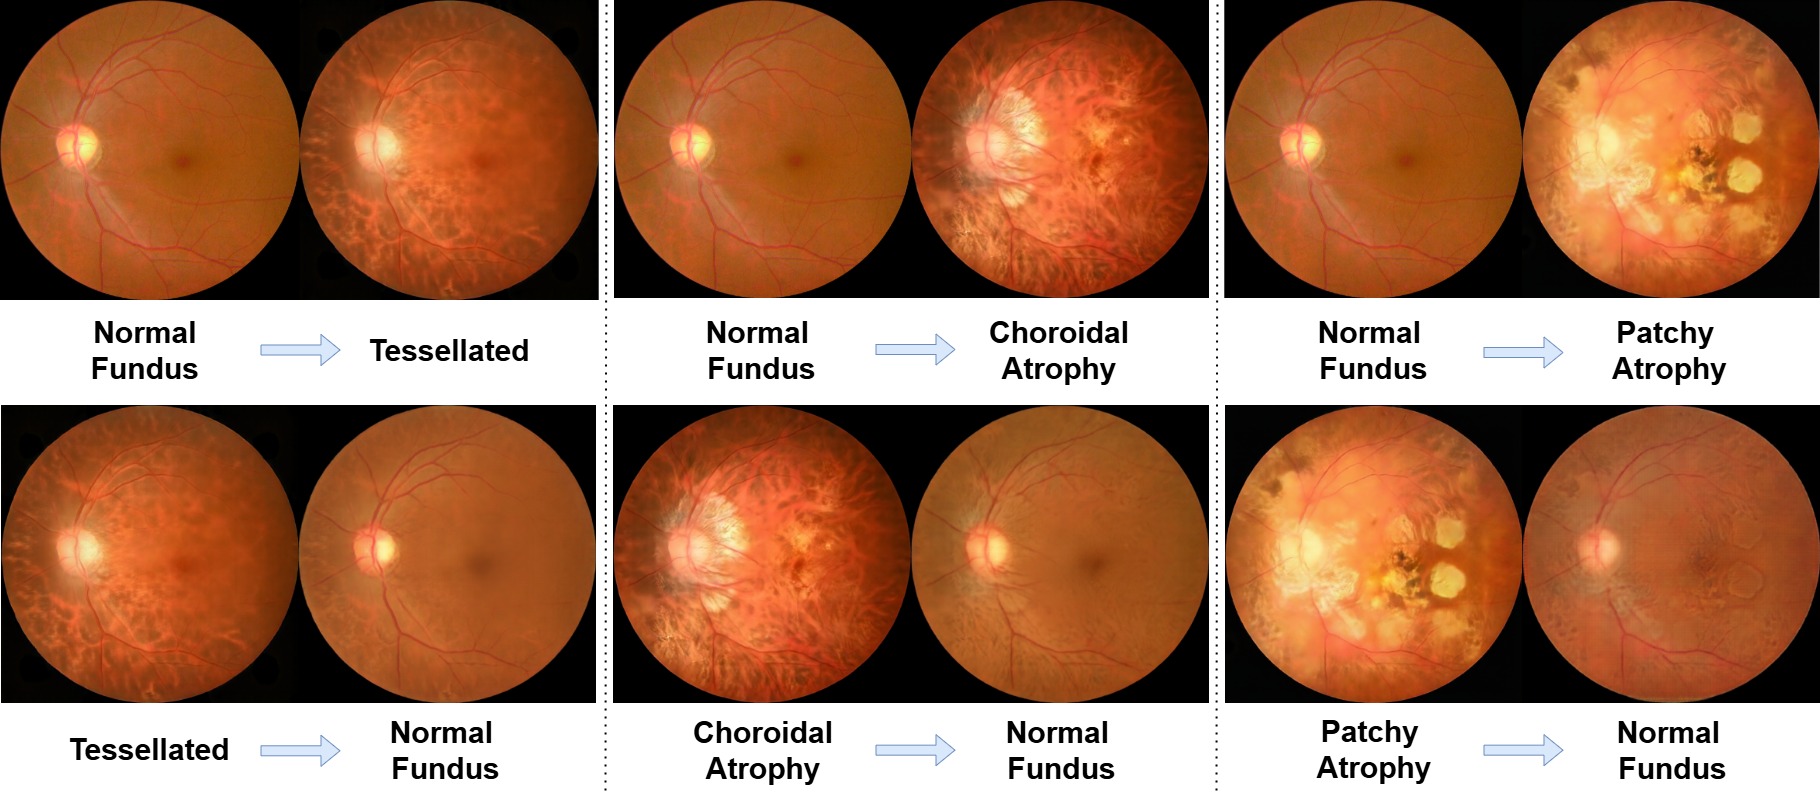 Normal
Fundus
Tessellated
Normal
Fundus
Choroidal
Atrophy
Normal
Fundus
Patchy
Atrophy
Tessellated
Normal
Fundus
Choroidal
Atrophy
Normal
Fundus
Patchy
Atrophy
Normal
Fundus